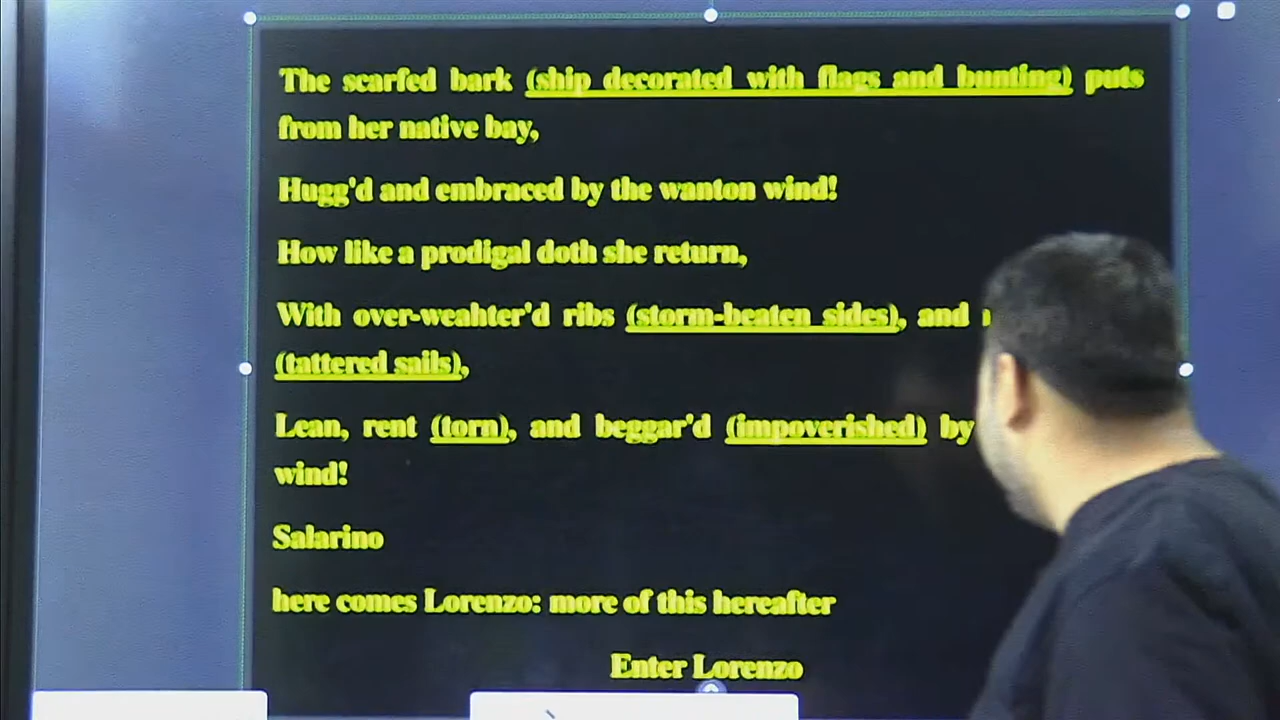 The scarfed bark (ship decorated with flags and bunting) puts
from her native bay,
Hugg'd and embraced by the wanton wind!
How like a prodigal doth she return,
With over-weahter'd ribs (storm-beaten sides), and
(tattered sails),
Lean, rent (torn), and beggar'd (impoverished) by
wind!
Salarino
here comes Lorenzo: more of this hereafter
Enter Lorenzo